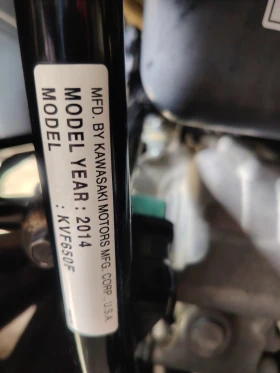 MFD. BY KAWASAKI MOTORS MFG. CORP., U.S.A.
MODEL YEAR : 2014
MODEL : KVF650F